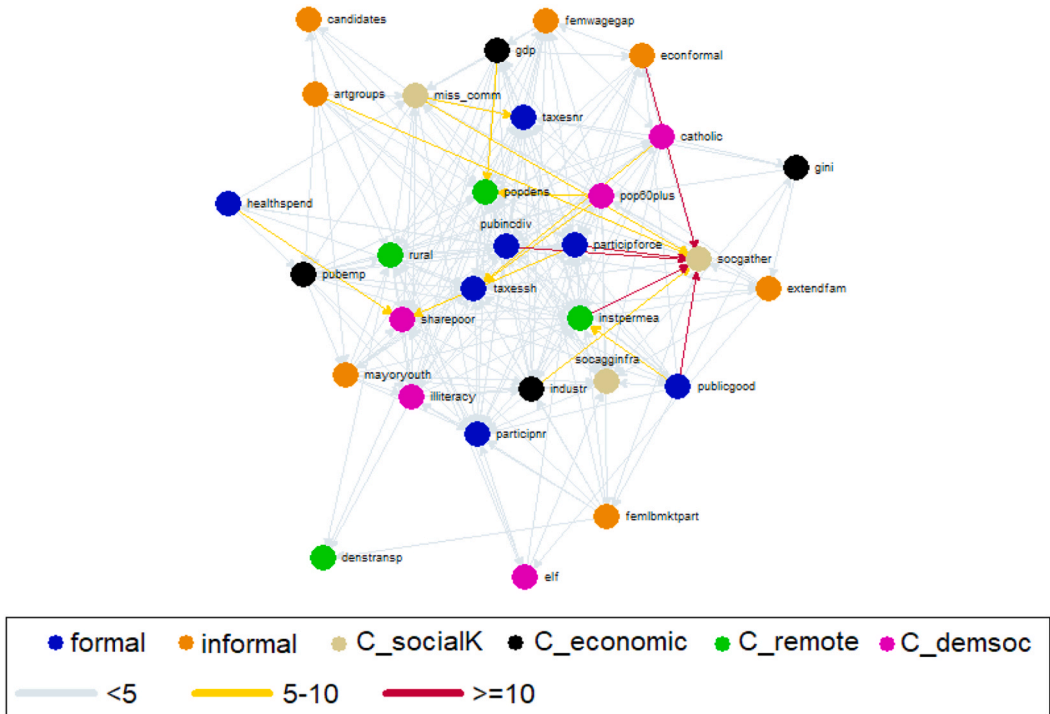 candidates
femwagegap
gdp
econformal
artgroups
miss_comm
taxesnr
catholic
gini
popdens
pop60plus
healthspend
pubincdiv
participforce
rural
socgather
pubemp
taxessh
extendfam
sharepoor
instpermea
socagginfra
mayoryouth
illiteracy
industr
publicgood
participnr
femlbmktpart
denstransp
elf
formal informal C_socialK C_economic C_remote C_demsoc
<5 5-10 >=10